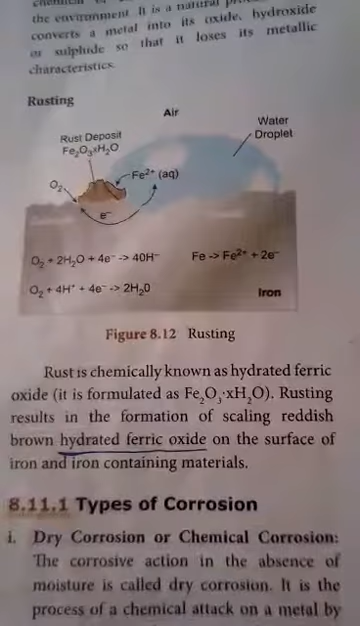 the environment. It is a natural
converts a metal into its oxide, hydroxide
or sulphide so that it loses its metallic
characteristics.
Rusting
Air
Water
Droplet
Rust Deposit
Fe₂O₃xH₂O
O₂
Fe²⁺ (aq)
e⁻
O₂ + 2H₂O + 4e⁻ -> 4OH⁻
Fe -> Fe²⁺ + 2e⁻
O₂ + 4H⁺ + 4e⁻ -> 2H₂0
Iron
Figure 8.12 Rusting
Rust is chemically known as hydrated ferric
oxide (it is formulated as Fe₂O₃·xH₂O). Rusting
results in the formation of scaling reddish
brown hydrated ferric oxide on the surface of
iron and iron containing materials.
8.11.1 Types of Corrosion
i. Dry Corrosion or Chemical Corrosion:
The corrosive action in the absence of
moisture is called dry corrosion. It is the
process of a chemical attack on a metal by